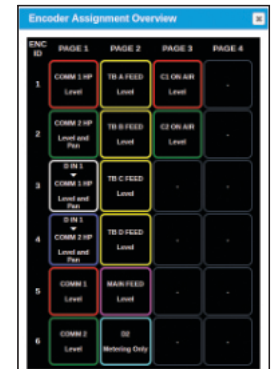 Encoder Assignment Overview
ENC ID PAGE 1 PAGE 2 PAGE 3 PAGE 4
1
COMM 1 HP
Level
TB A FEED
Level
C1 ON AIR
Level
-
2
COMM 2 HP
Level and
Pan
TB B FEED
Level
C2 ON AIR
Level
-
3
D IN 1
COMM 1 HP
Level and
Pan
TB C FEED
Level
-
-
4
D IN 1
COMM 2 HP
Level and
Pan
TB D FEED
Level
-
-
5
COMM 1
Level
MAIN FEED
Level
-
-
6
COMM 2
Level
D2
Metering Only
-
-